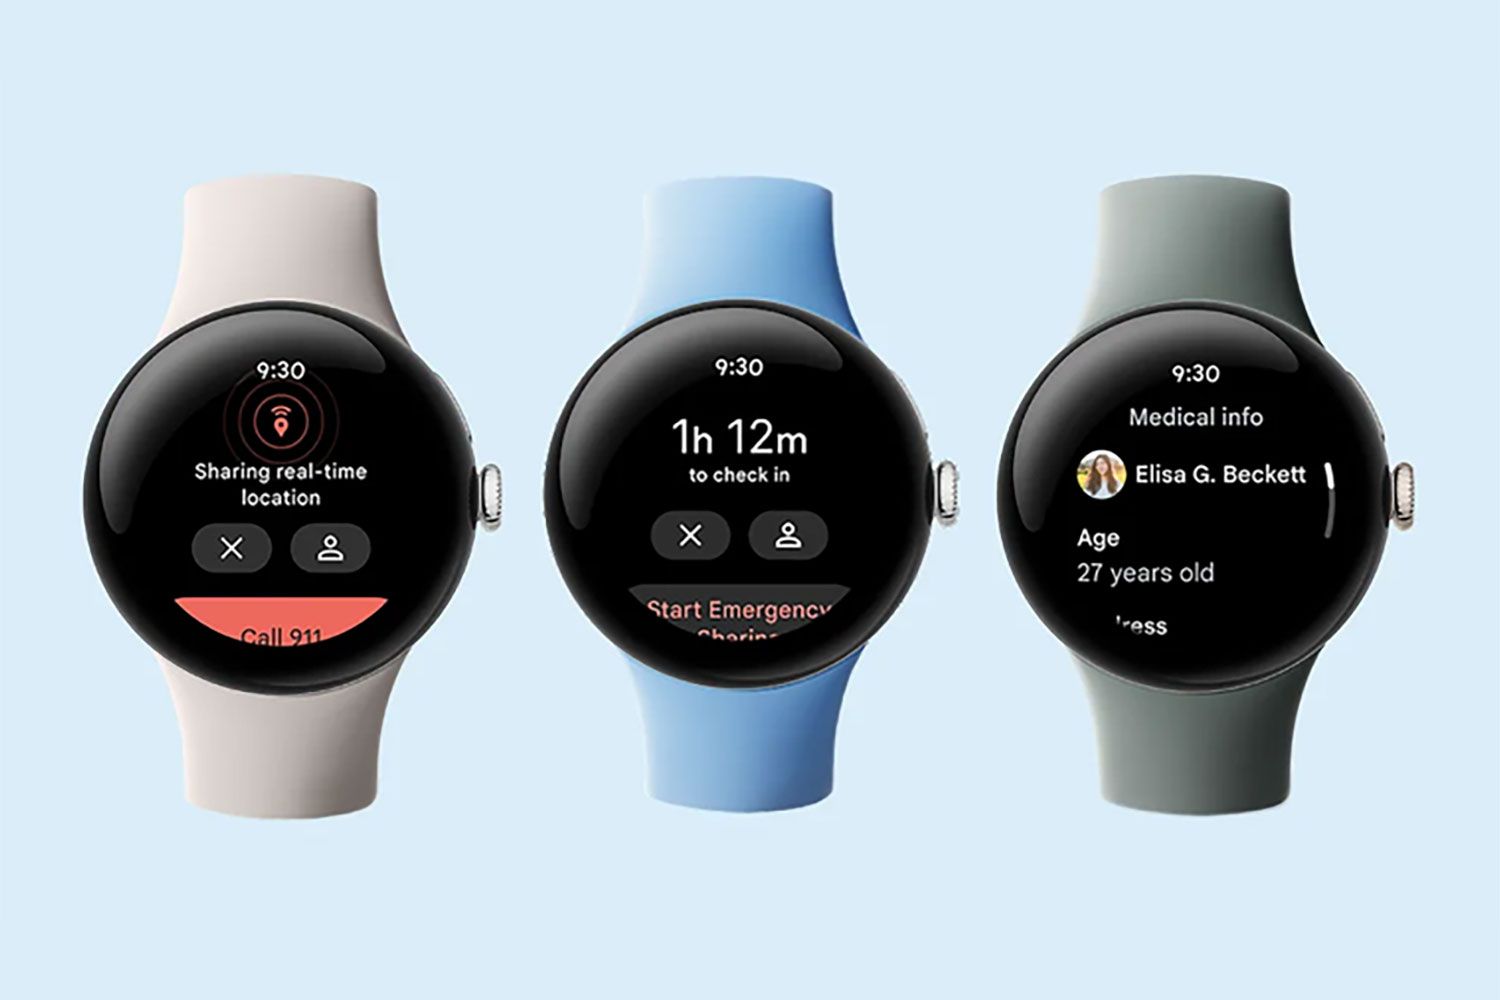 9:30
Sharing real-time
location
Call 911
9:30
1h 12m
to check in
Start Emergency
Sharing
9:30
Medical info
Elisa G. Beckett
Age
27 years old